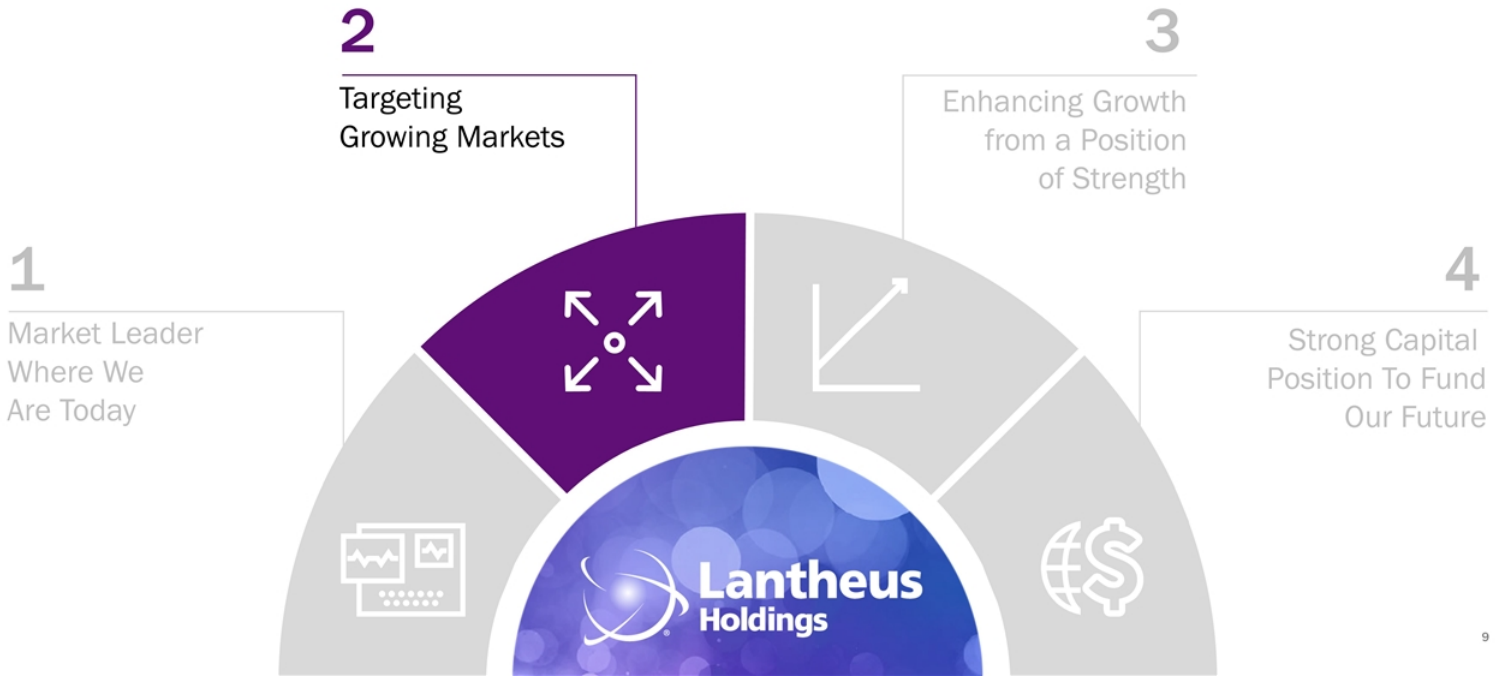 2
Targeting
Growing Markets
3
Enhancing Growth
from a Position
of Strength
1
Market Leader
Where We
Are Today
4
Strong Capital
Position To Fund
Our Future
Lantheus
Holdings
®
9